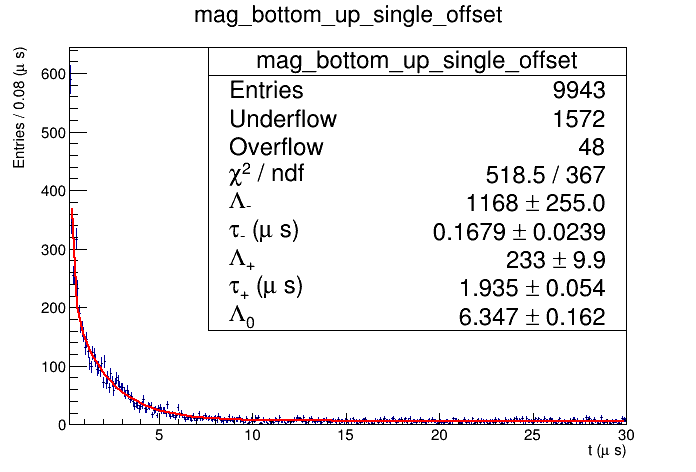 mag_bottom_up_single_offset
Entries / 0.08 (μ s)
mag_bottom_up_single_offset
Entries 9943
Underflow 1572
Overflow 48
χ² / ndf 518.5 / 367
Λ₋ 1168 ± 255.0
τ₋ (μ s) 0.1679 ± 0.0239
Λ₊ 233 ± 9.9
τ₊ (μ s) 1.935 ± 0.054
Λ₀ 6.347 ± 0.162
600
500
400
300
200
100
0
5 10 15 20 25 30
t (μ s)